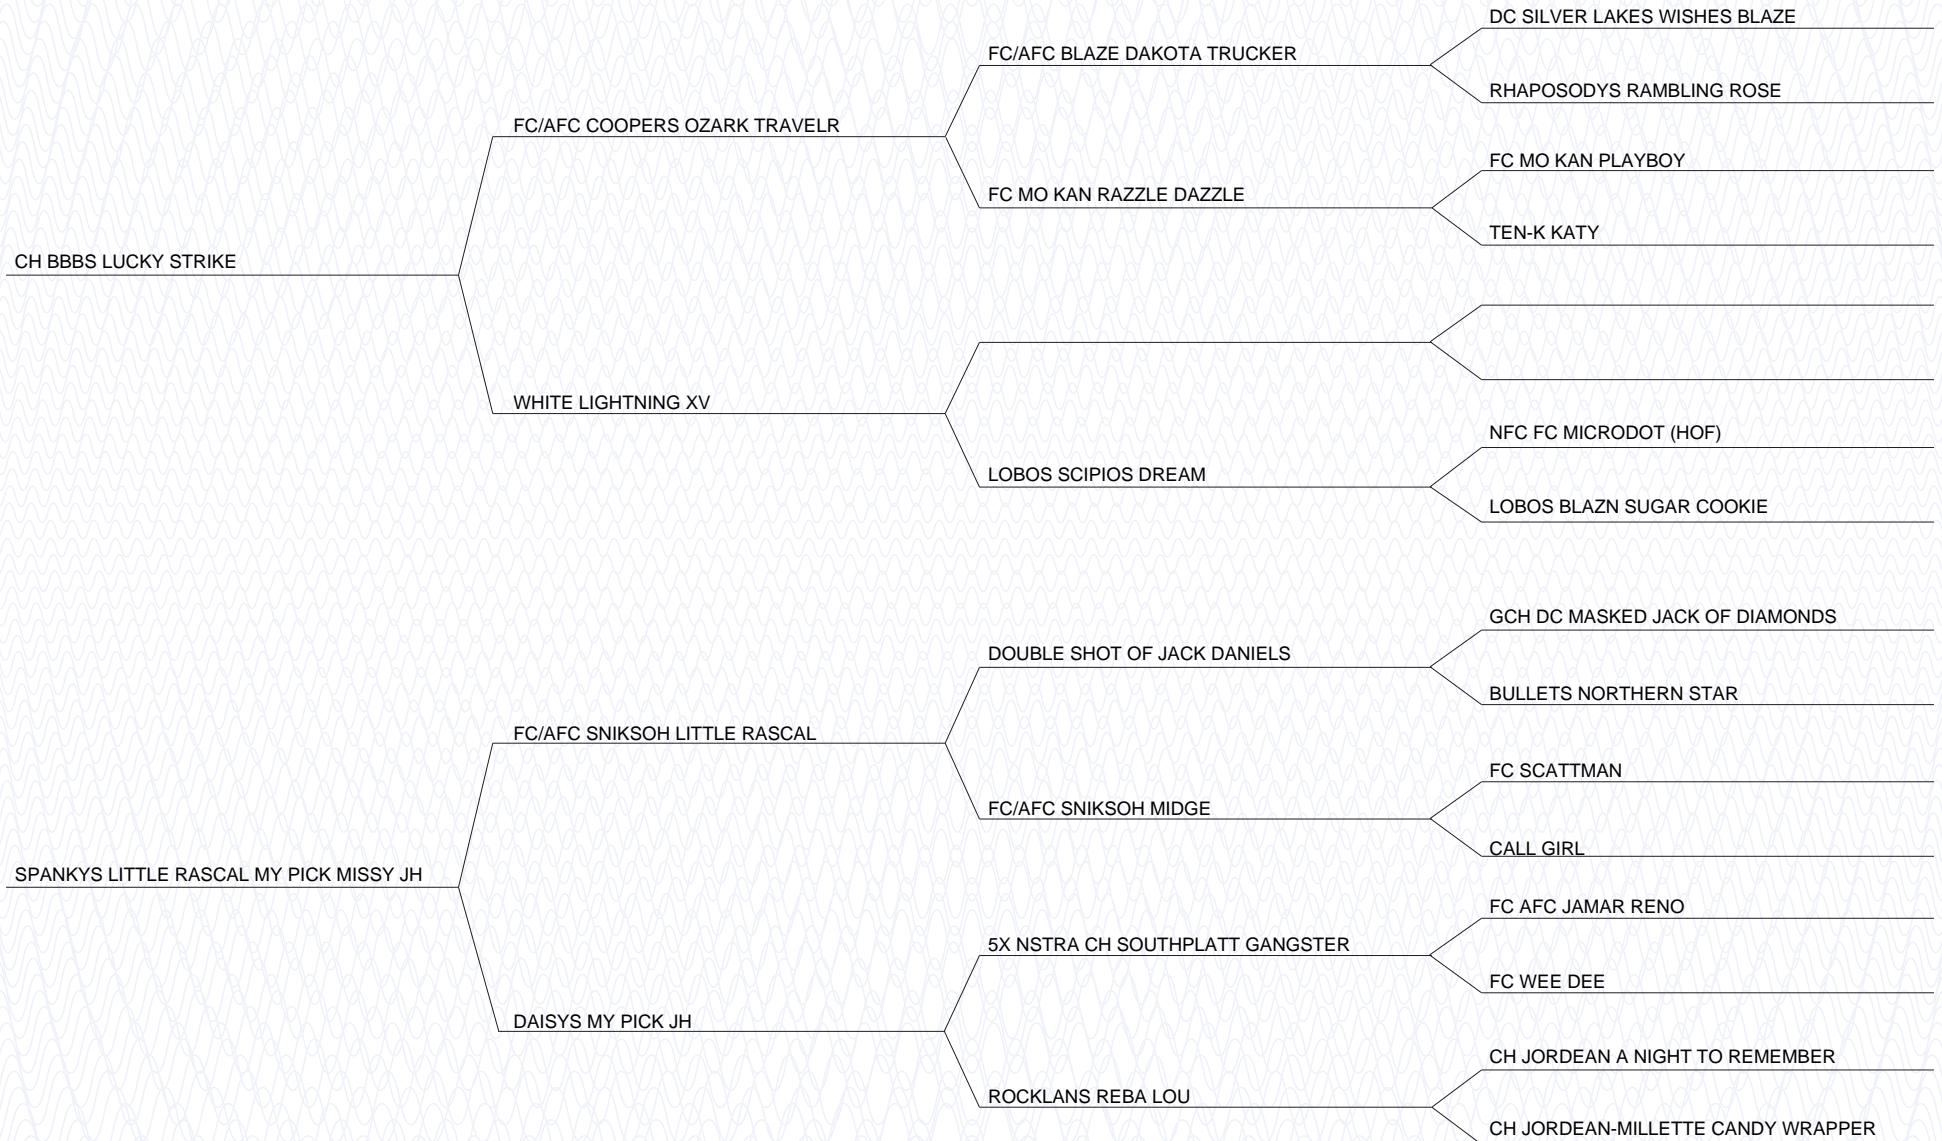 DC SILVER LAKES WISHES BLAZE
FC/AFC BLAZE DAKOTA TRUCKER
RHAPOSODYS RAMBLING ROSE
FC/AFC COOPERS OZARK TRAVELR
FC MO KAN PLAYBOY
FC MO KAN RAZZLE DAZZLE
TEN-K KATY
CH BBBS LUCKY STRIKE
WHITE LIGHTNING XV
NFC FC MICRODOT (HOF)
LOBOS SCIPIOS DREAM
LOBOS BLAZN SUGAR COOKIE
GCH DC MASKED JACK OF DIAMONDS
DOUBLE SHOT OF JACK DANIELS
BULLETS NORTHERN STAR
FC/AFC SNIKSOH LITTLE RASCAL
FC SCATTMAN
FC/AFC SNIKSOH MIDGE
CALL GIRL
SPANKYS LITTLE RASCAL MY PICK MISSY JH
FC AFC JAMAR RENO
5X NSTRA CH SOUTHPLATT GANGSTER
FC WEE DEE
DAISYS MY PICK JH
CH JORDEAN A NIGHT TO REMEMBER
ROCKLANS REBA LOU
CH JORDEAN-MILLETTE CANDY WRAPPER